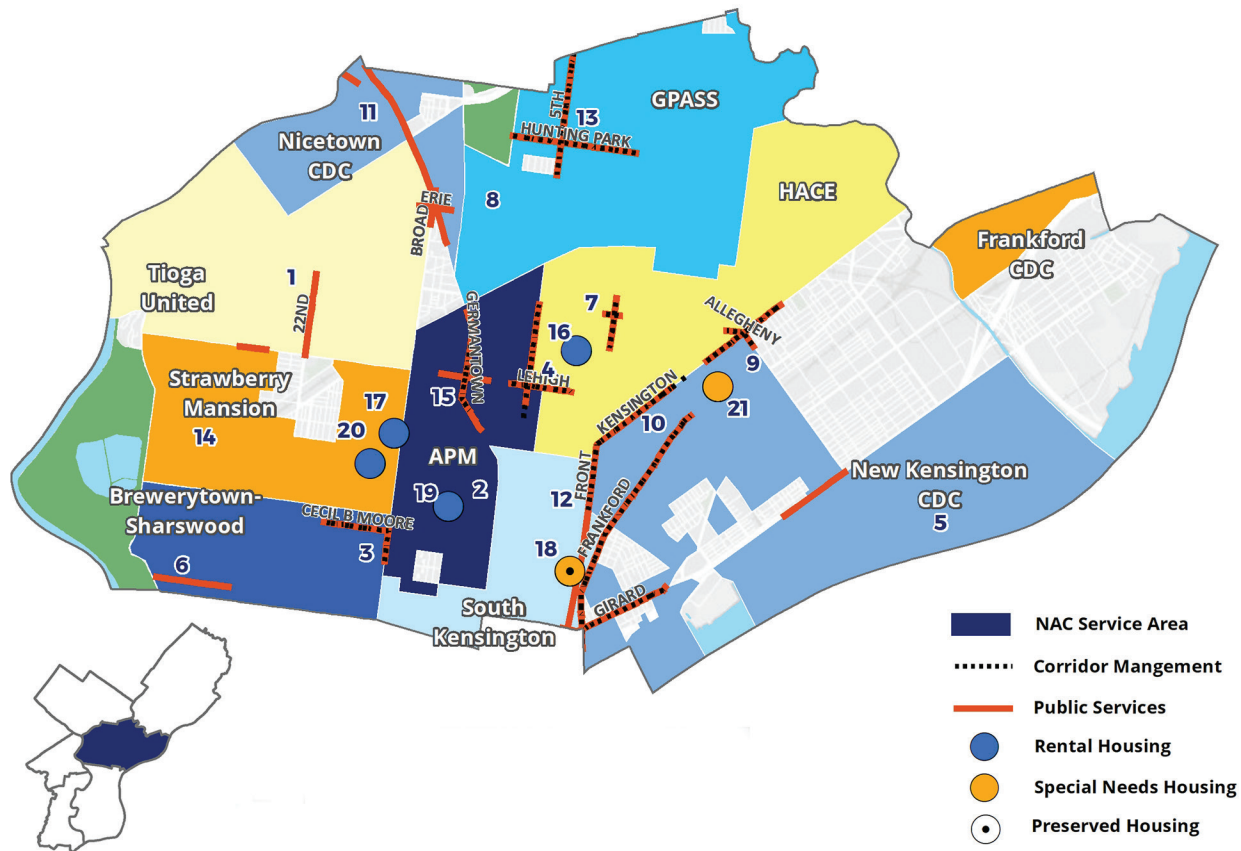 GPASS
5TH
13
HUNTING PARK
11
Nicetown
CDC
HACE
8
ERIE
BROAD
Frankford
CDC
Tioga
United
1
22ND
GERMANTOWN
7
ALLEGHENY
16
4
LEHIGH
9
Strawberry
Mansion
17
15
KENSINGTON
21
14
20
10
APM
FRONT
New Kensington
CDC
5
Brewerytown-
Sharswood
19
2
12
CECIL B MOORE
FRANKFORD
3
18
6
GIRARD
South
Kensington
NAC Service Area
Corridor Mangement
Public Services
Rental Housing
Special Needs Housing
Preserved Housing